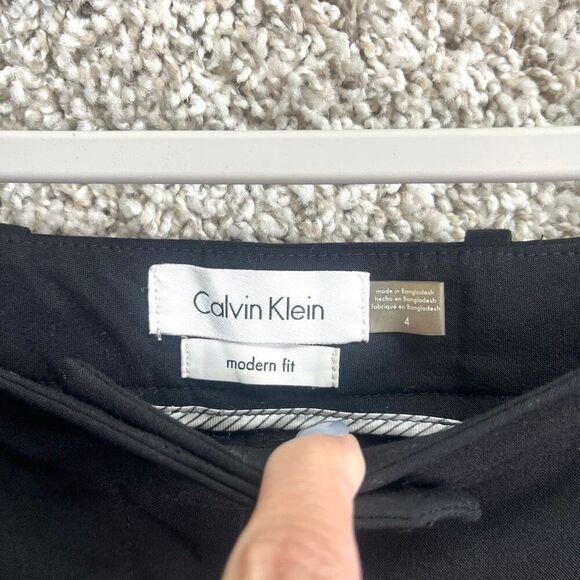 Calvin Klein
modern fit
made in Bangladesh
hecho en Bangladesh
fabriqué en Bangladesh
4